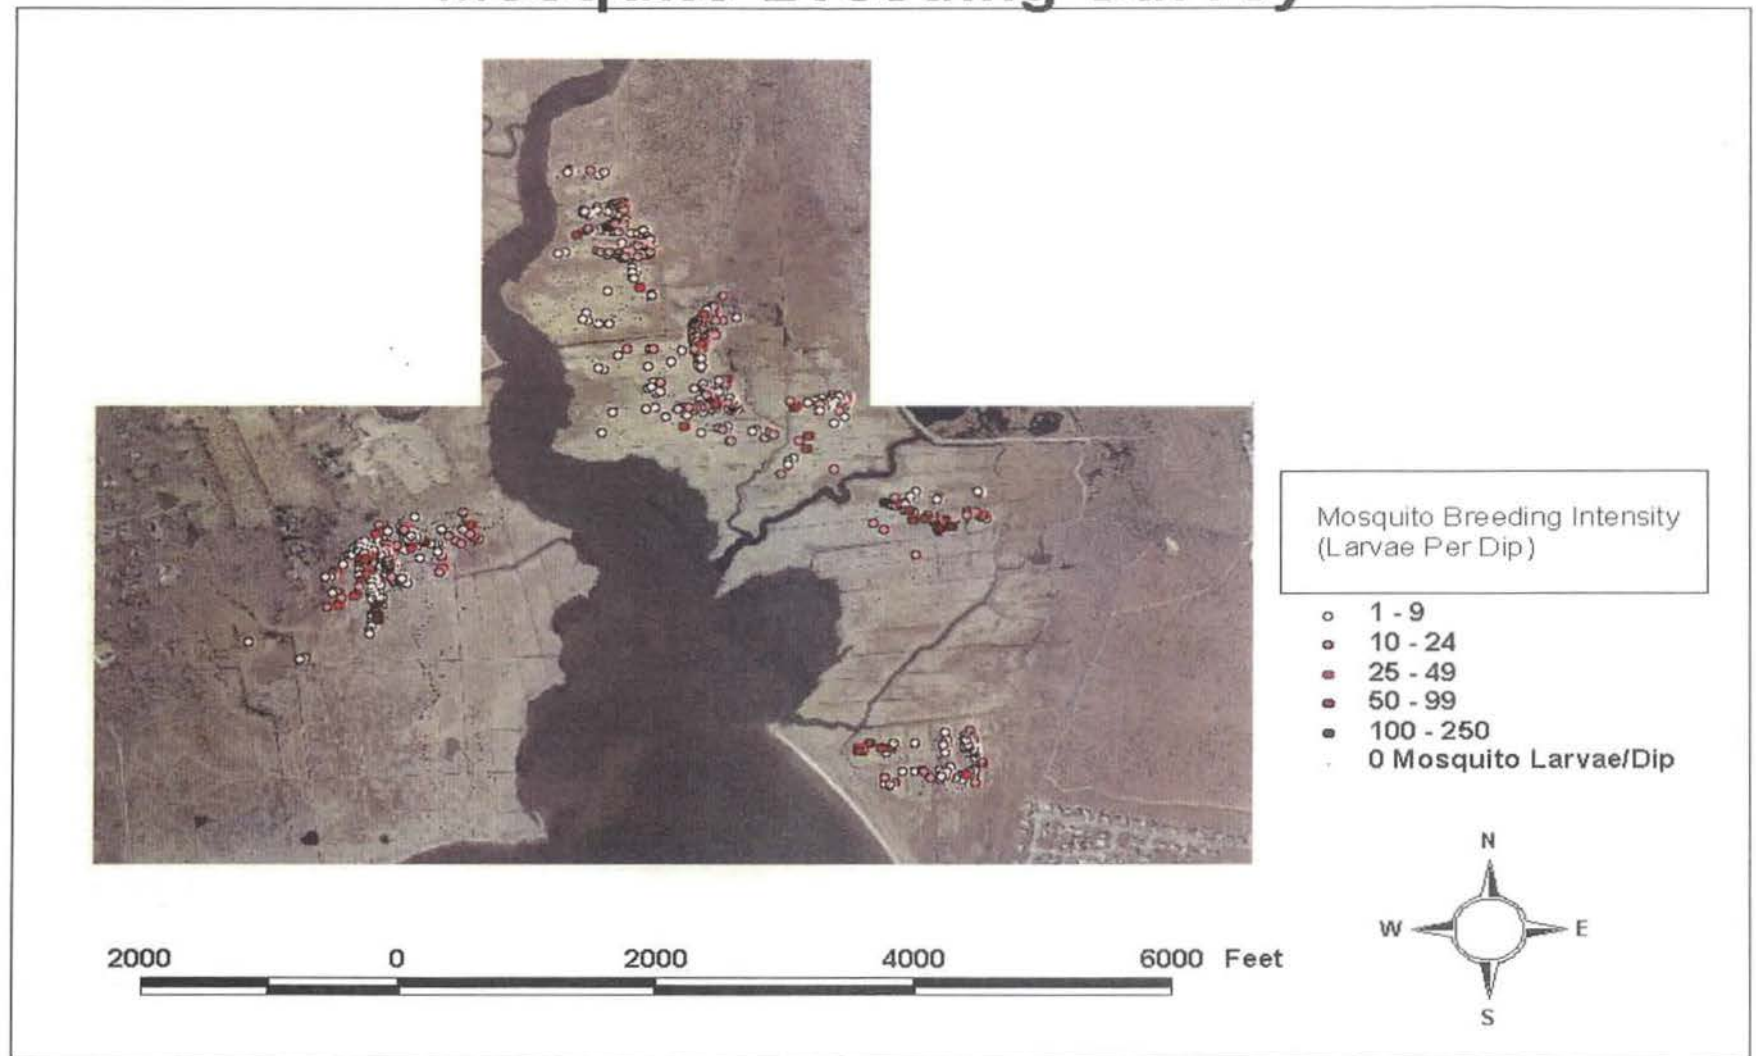 Mosquito Breeding Intensity
(Larvae Per Dip)
1 - 9
10 - 24
25 - 49
50 - 99
100 - 250
0 Mosquito Larvae/Dip
N
W E
S
2000 0 2000 4000 6000 Feet